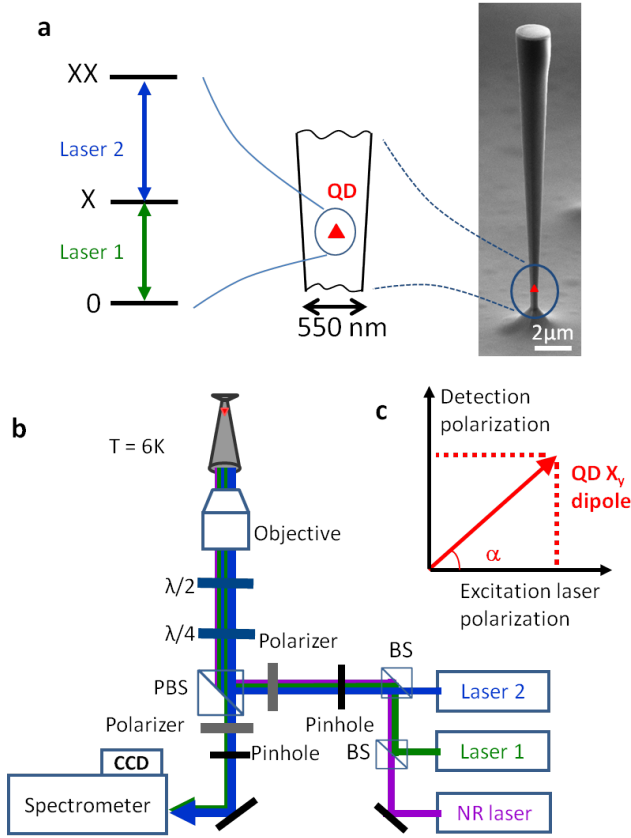 a
XX
Laser 2
X
Laser 1
0
QD
550 nm
2μm
b
T = 6K
Objective
λ/2
λ/4
Polarizer
PBS
BS
Laser 2
Polarizer
Pinhole
Laser 1
BS
Pinhole
CCD
Spectrometer
NR laser
c
Detection
polarization
QD Xy
dipole
α
Excitation laser
polarization